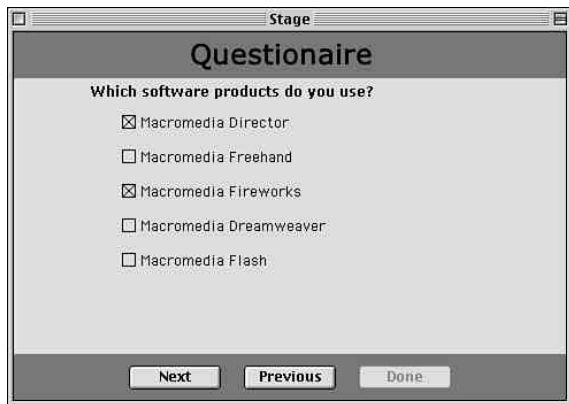 Stage
Questionaire
Which software products do you use?
Macromedia Director
Macromedia Freehand
Macromedia Fireworks
Macromedia Dreamweaver
Macromedia Flash
Next Previous Done